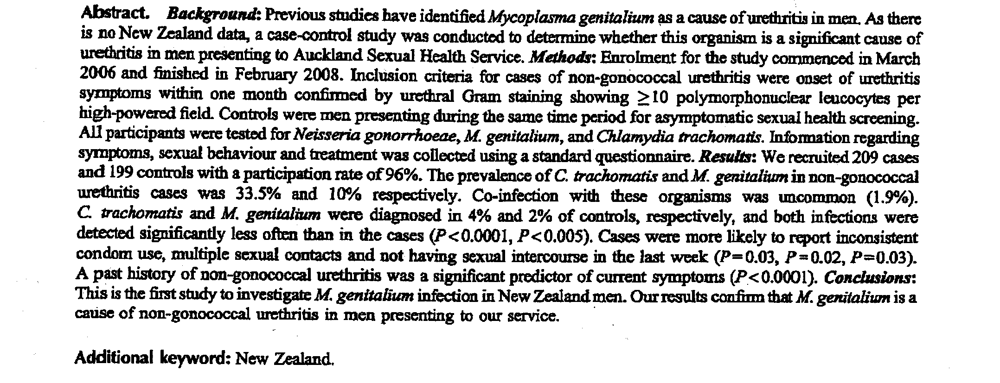 Abstract. Background: Previous studies have identified Mycoplasma genitalium as a cause of urethritis in men. As there
is no New Zealand data, a case-control study was conducted to determine whether this organism is a significant cause of
urethritis in men presenting to Auckland Sexual Health Service. Methods: Enrolment for the study commenced in March
2006 and finished in February 2008. Inclusion criteria for cases of non-gonococcal urethritis were onset of urethritis
symptoms within one month confirmed by urethral Gram staining showing ≥10 polymorphonuclear leucocytes per
high-powered field. Controls were men presenting during the same time period for asymptomatic sexual health screening.
All participants were tested for Neisseria gonorrhoeae, M. genitalium, and Chlamydia trachomatis. Information regarding
symptoms, sexual behaviour and treatment was collected using a standard questionnaire. Results: We recruited 209 cases
and 199 controls with a participation rate of 96%. The prevalence of C. trachomatis and M. genitalium in non-gonococcal
urethritis cases was 33.5% and 10% respectively. Co-infection with these organisms was uncommon (1.9%).
C. trachomatis and M. genitalium were diagnosed in 4% and 2% of controls, respectively, and both infections were
detected significantly less often than in the cases (P<0.0001, P<0.005). Cases were more likely to report inconsistent
condom use, multiple sexual contacts and not having sexual intercourse in the last week (P=0.03, P=0.02, P=0.03).
A past history of non-gonococcal urethritis was a significant predictor of current symptoms (P<0.0001). Conclusions:
This is the first study to investigate M. genitalium infection in New Zealand men. Our results confirm that M. genitalium is a
cause of non-gonococcal urethritis in men presenting to our service.
Additional keyword: New Zealand.